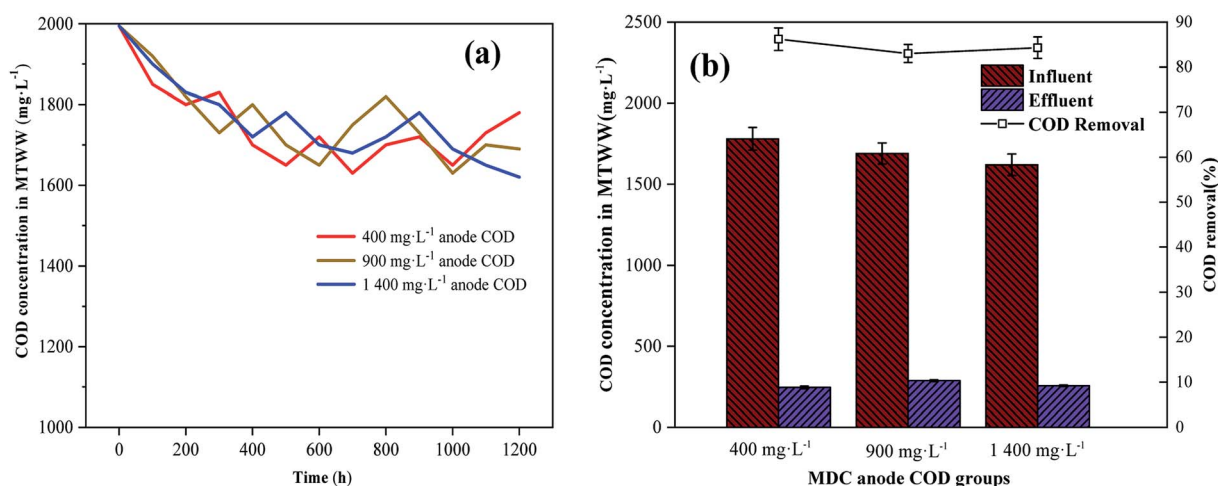 (a)
COD concentration in MTWW (mg·L⁻¹)
2000
1800
1600
1400
1200
1000
400 mg·L⁻¹ anode COD
900 mg·L⁻¹ anode COD
1 400 mg·L⁻¹ anode COD
0
200
400
600
800
1000
1200
Time (h)
(b)
COD concentration in MTWW(mg·L⁻¹)
2500
2000
1500
1000
500
0
Influent
Effluent
COD Removal
90
80
70
60
50
40
30
20
10
0
COD removal(%)
400 mg·L⁻¹
900 mg·L⁻¹
1 400 mg·L⁻¹
MDC anode COD groups